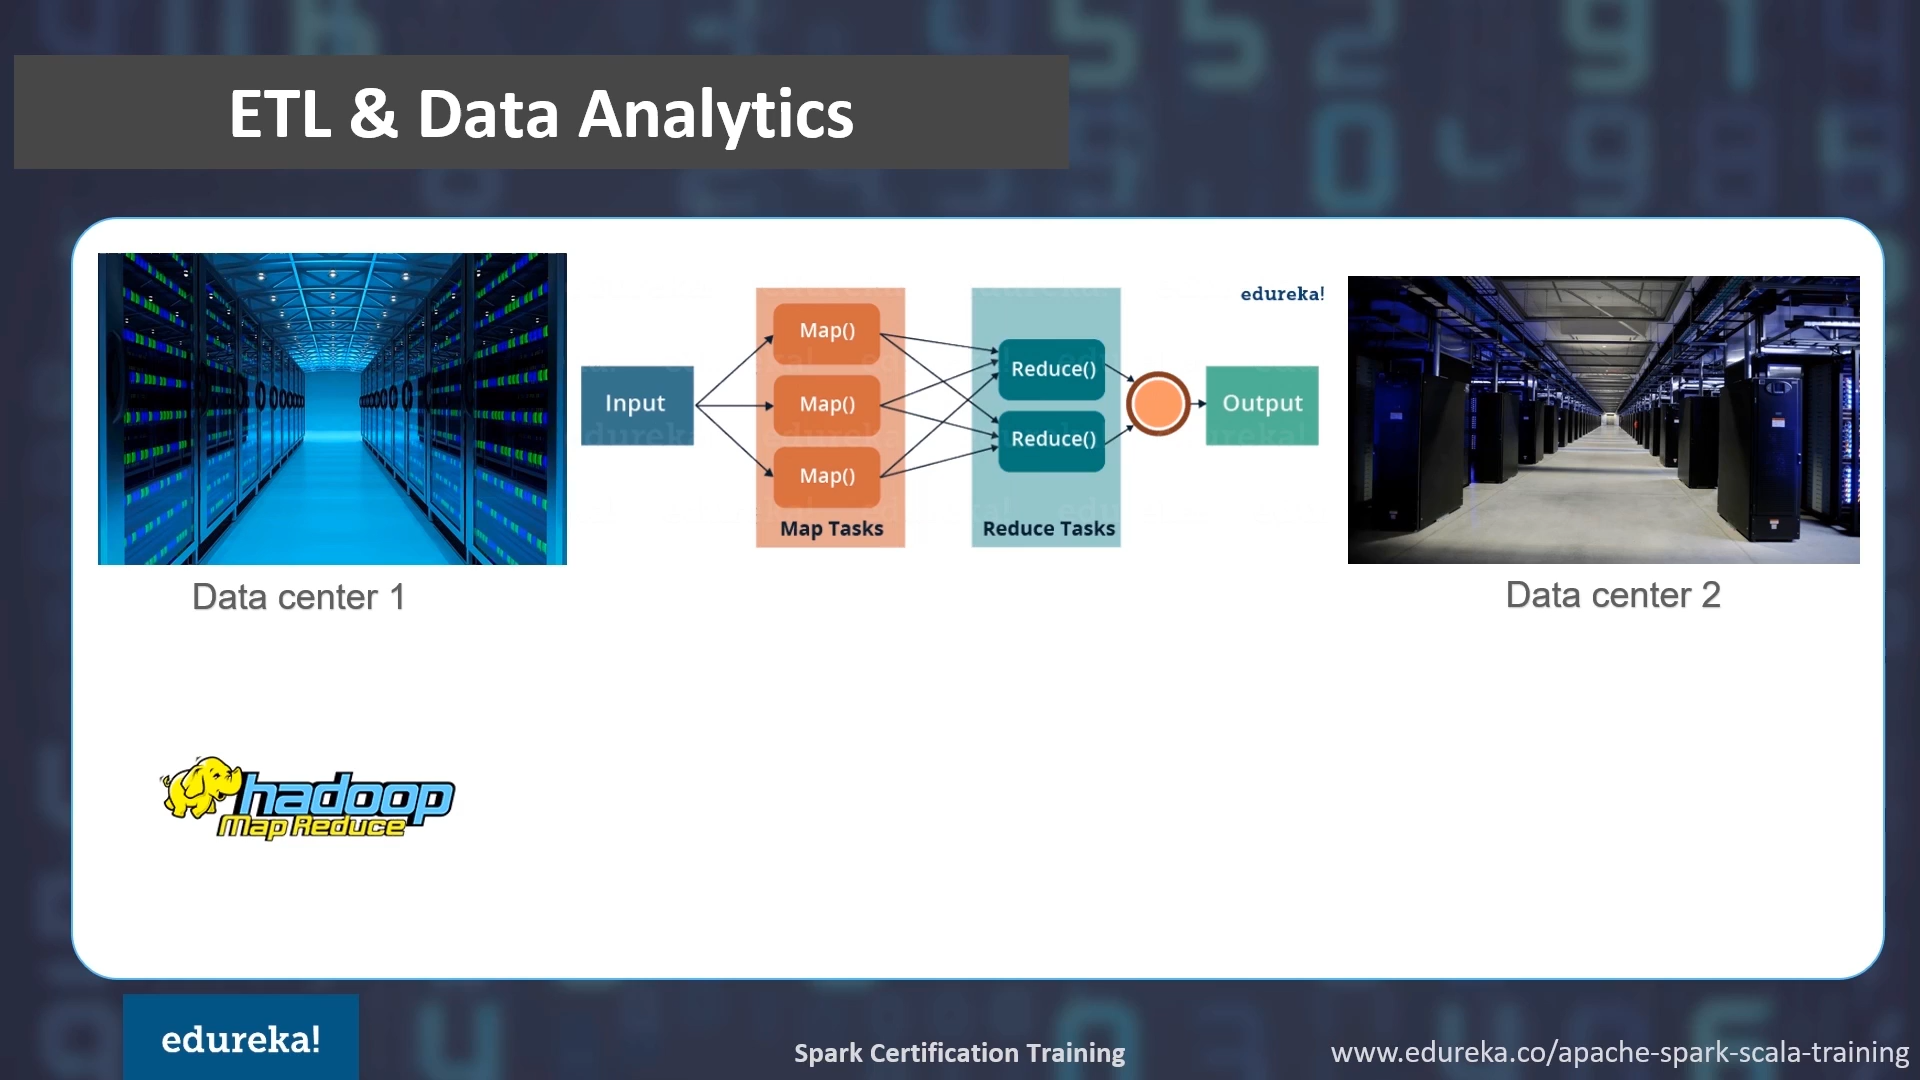 ETL & Data Analytics
edureka!
Input
Map()
Map()
Map()
Map Tasks
Reduce()
Reduce()
Reduce Tasks
Output
Data center 1
Data center 2
hadoop
Map Reduce
edureka!
Spark Certification Training
www.edureka.co/apache-spark-scala-training